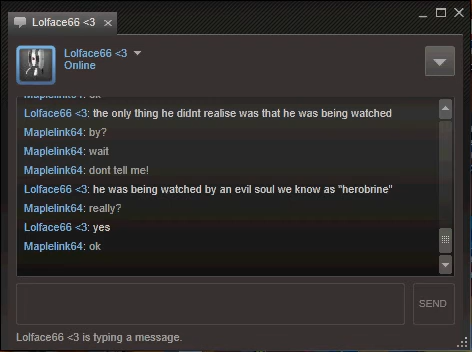 Lolface66 <3
Lolface66 <3
Online
Lolface66 <3: the only thing he didnt realise was that he was being watched
Maplelink64: by?
Maplelink64: wait
Maplelink64: dont tell me!
Lolface66 <3: he was being watched by an evil soul we know as "herobrine"
Maplelink64: really?
Lolface66 <3: yes
Maplelink64: ok
SEND
Lolface66 <3 is typing a message.